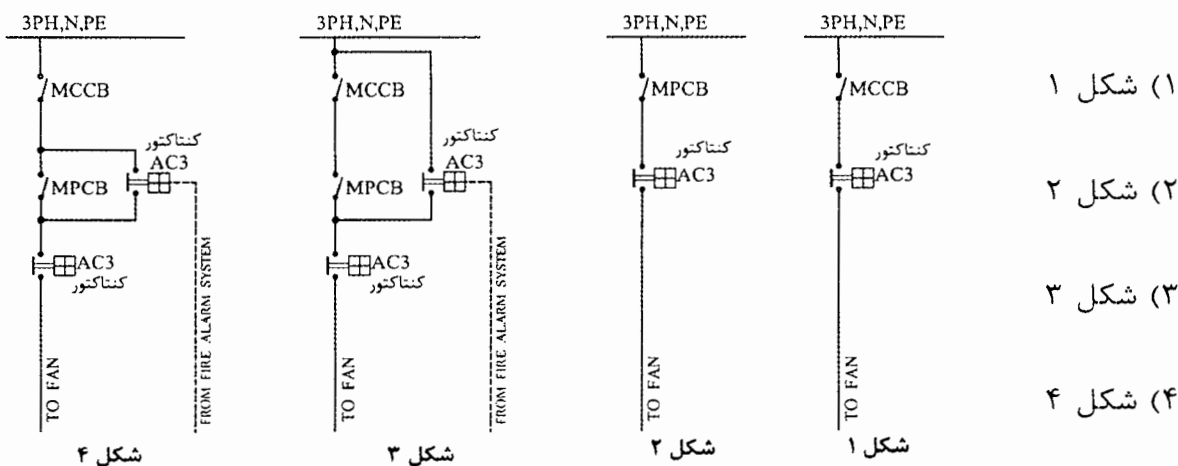 3PH,N,PE
MCCB
کنتاکتور
AC3
MPCB
AC3
کنتاکتور
TO FAN
FROM FIRE ALARM SYSTEM
شکل ۴
3PH,N,PE
MCCB
کنتاکتور
AC3
MPCB
AC3
کنتاکتور
TO FAN
FROM FIRE ALARM SYSTEM
شکل ۳
3PH,N,PE
MPCB
کنتاکتور
AC3
TO FAN
شکل ۲
3PH,N,PE
MCCB
کنتاکتور
AC3
TO FAN
شکل ۱
۱) شکل ۱
۲) شکل ۲
۳) شکل ۳
۴) شکل ۴